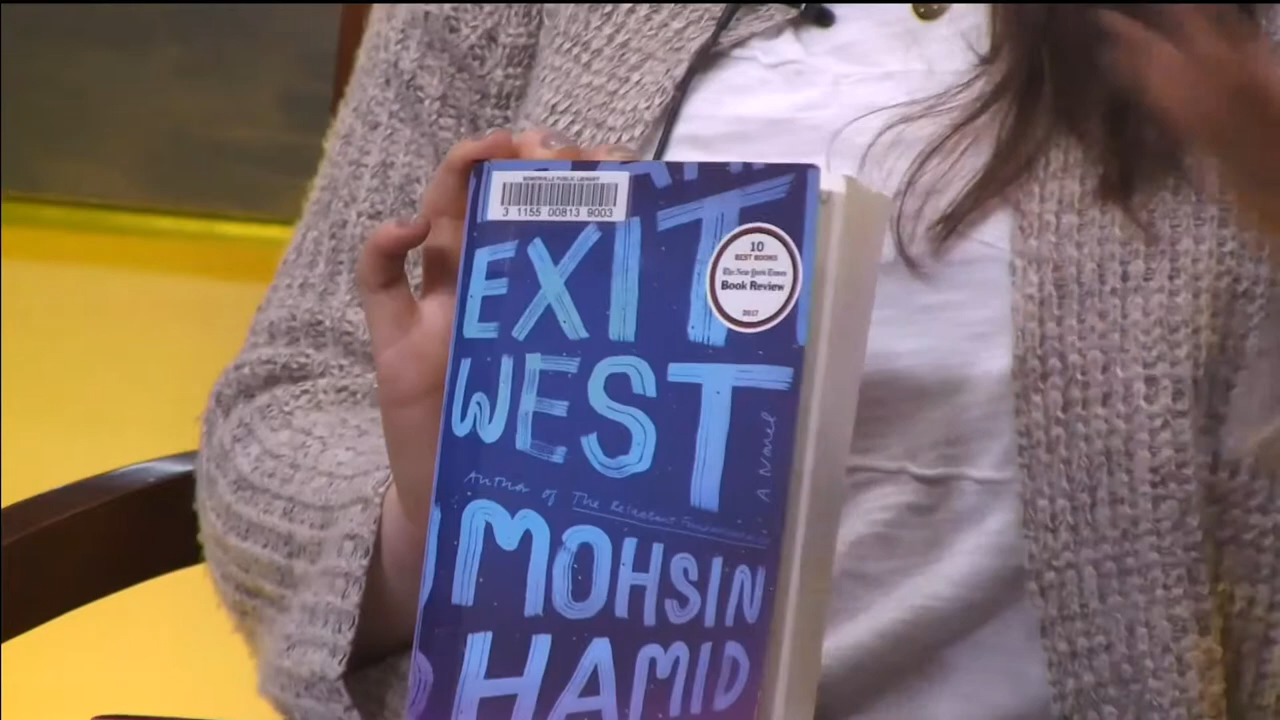 SOMERVILLE PUBLIC LIBRARY
3 1155 00813 9003
EXIT
WEST
10
BEST BOOKS
The New York Times
Book Review
2017
A Novel
Author of The Reluctant Fundamentalist
MOHSIN
HAMID